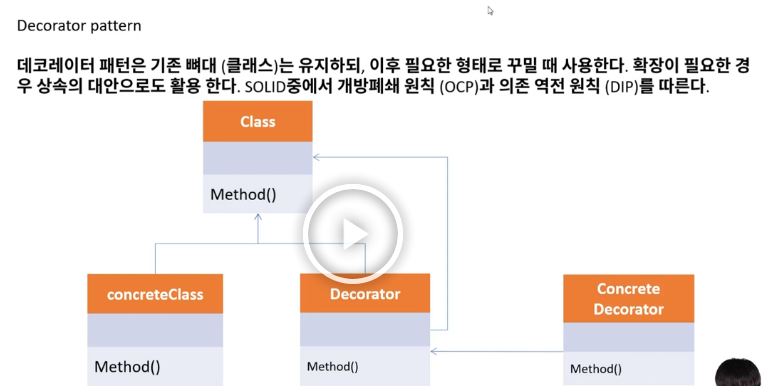 Decorator pattern
데코레이터 패턴은 기존 뼈대 (클래스)는 유지하되, 이후 필요한 형태로 꾸밀 때 사용한다. 확장이 필요한 경
우 상속의 대안으로도 활용 한다. SOLID중에서 개방폐쇄 원칙 (OCP)과 의존 역전 원칙 (DIP)를 따른다.
Class
Method()
concreteClass
Method()
Decorator
Method()
Concrete
Decorator
Method()